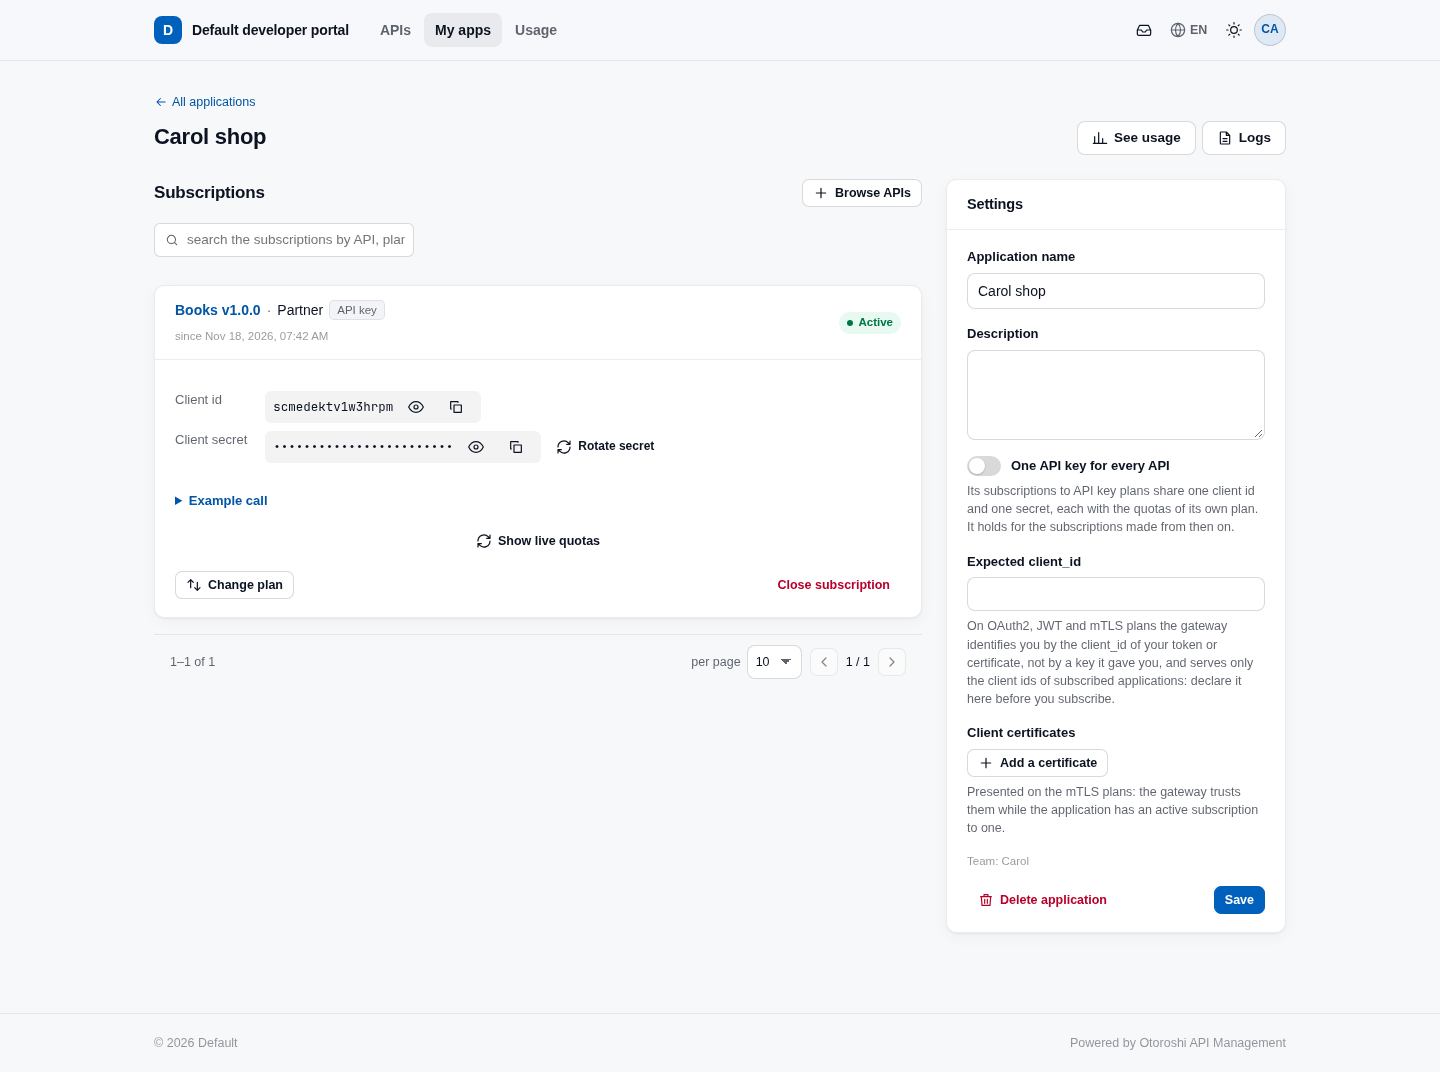 D Default developer portal APIs My apps Usage EN CA
All applications
Carol shop
See usage Logs
Subscriptions
Browse APIs
search the subscriptions by API, plan
Books v1.0.0 · Partner API key
since Nov 18, 2026, 07:42 AM
Active
Client id scmedektv1w3hrpm
Client secret •••••••••••••••••••••••• Rotate secret
Example call
Show live quotas
Change plan Close subscription
1–1 of 1 per page 10 1 / 1
Settings
Application name
Carol shop
Description
One API key for every API
Its subscriptions to API key plans share one client id
and one secret, each with the quotas of its own plan.
It holds for the subscriptions made from then on.
Expected client_id
On OAuth2, JWT and mTLS plans the gateway
identifies you by the client_id of your token or
certificate, not by a key it gave you, and serves only
the client ids of subscribed applications: declare it
here before you subscribe.
Client certificates
Add a certificate
Presented on the mTLS plans: the gateway trusts
them while the application has an active subscription
to one.
Team: Carol
Delete application Save
© 2026 Default Powered by Otoroshi API Management